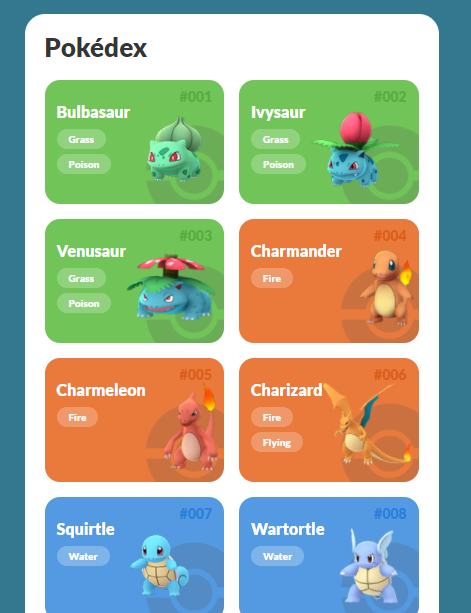 Pokédex
#001
Bulbasaur
Grass
Poison
#002
Ivysaur
Grass
Poison
#003
Venusaur
Grass
Poison
#004
Charmander
Fire
#005
Charmeleon
Fire
#006
Charizard
Fire
Flying
#007
Squirtle
Water
#008
Wartortle
Water